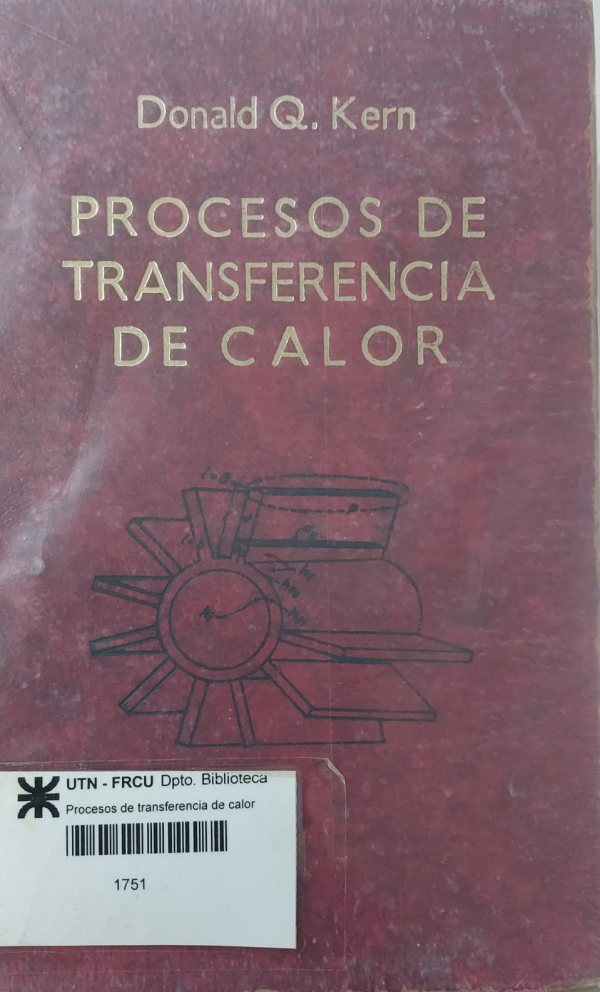 Donald Q. Kern
PROCESOS DE
TRANSFERENCIA
DE CALOR
UTN - FRCU Dpto. Biblioteca
Procesos de transferencia de calor
1751